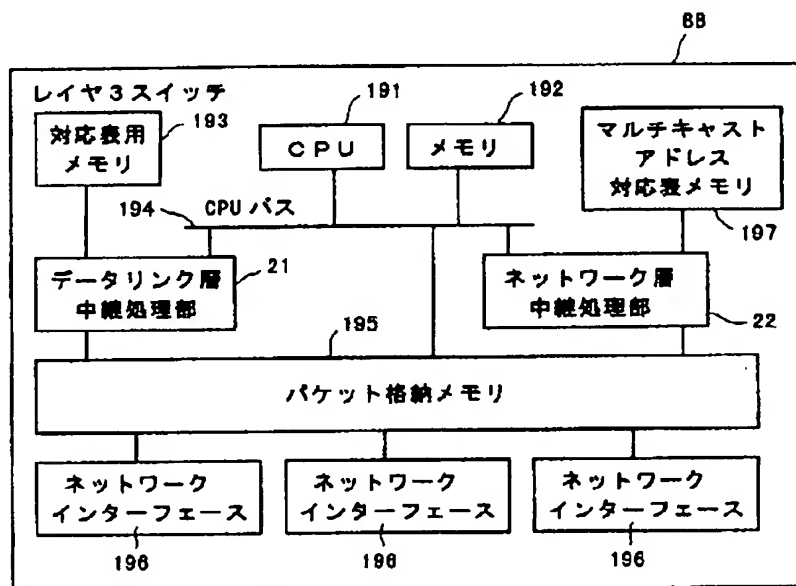 BB
レイヤ3スイッチ
対応表用
メモリ
193
191
CPU
192
メモリ
マルチキャスト
アドレス
対応表メモリ
197
194
CPUバス
データリンク層
中継処理部
21
ネットワーク層
中継処理部
22
195
パケット格納メモリ
ネットワーク
インターフェース
196
ネットワーク
インターフェース
196
ネットワーク
インターフェース
196